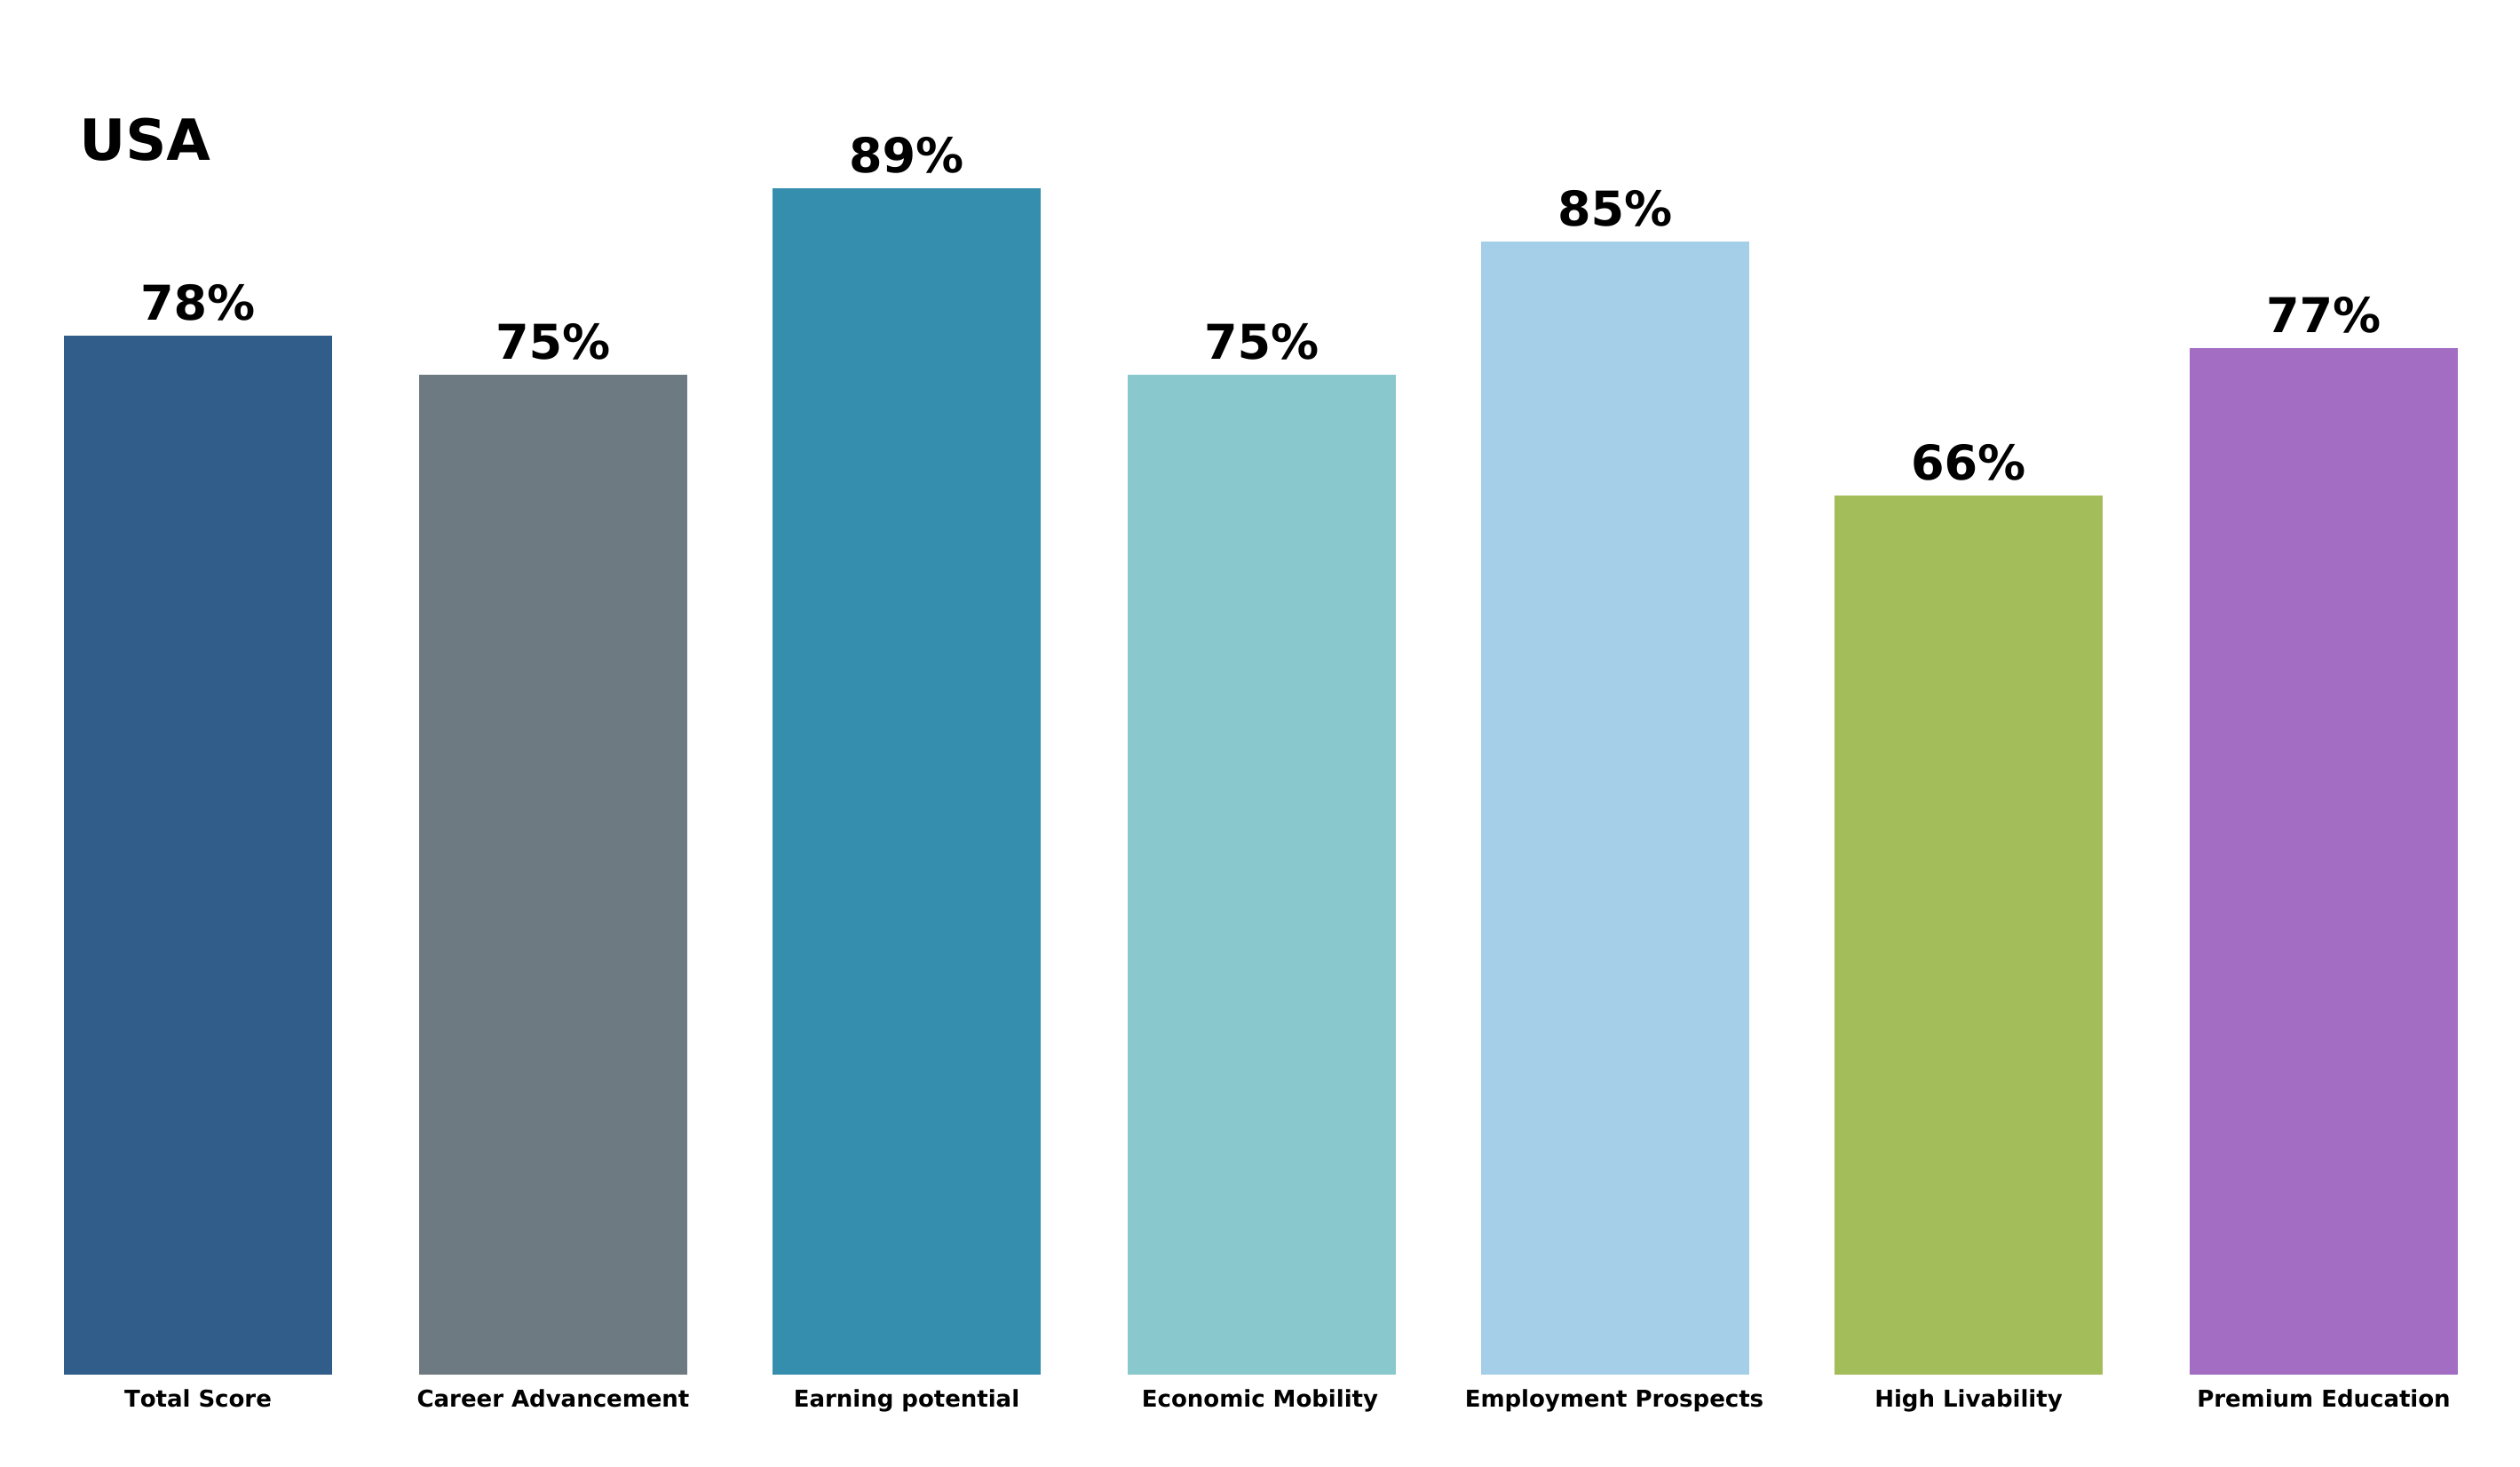 USA
78%
75%
89%
75%
85%
66%
77%
Total Score
Career Advancement
Earning potential
Economic Mobility
Employment Prospects
High Livability
Premium Education